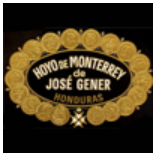 HOYO DE MONTERREY
de
JOSÉ GENER
HONDURAS